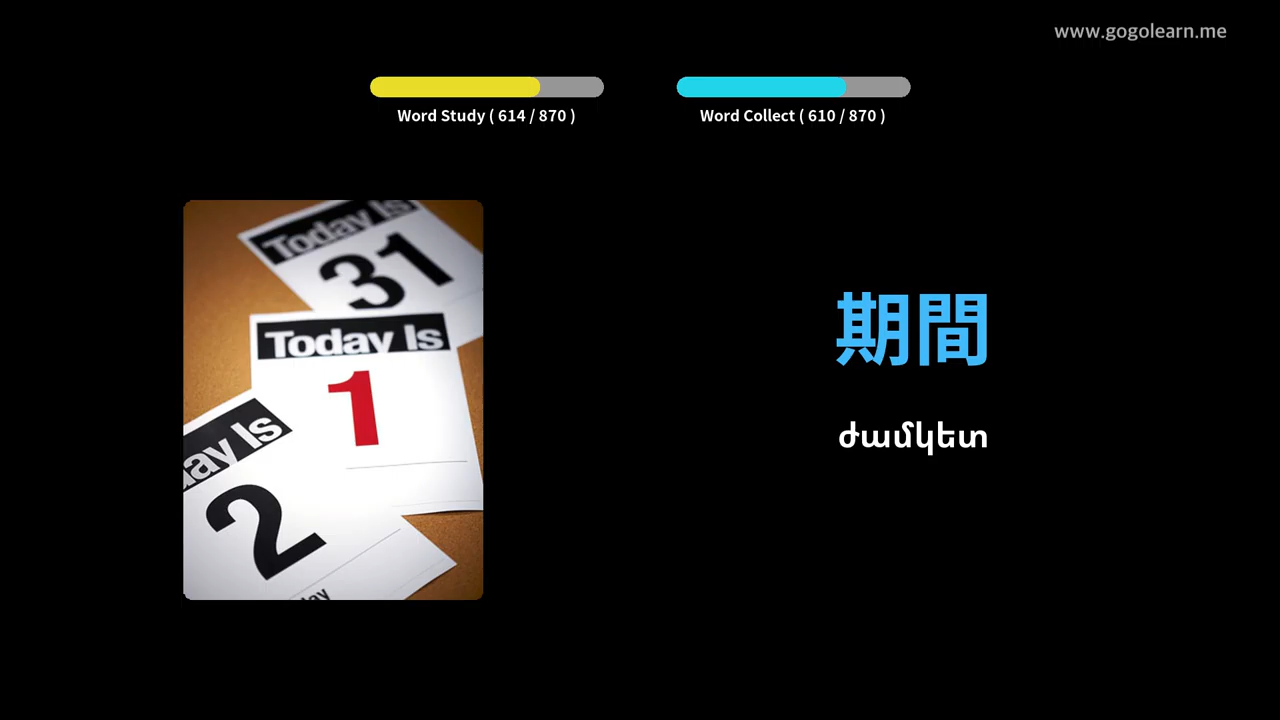 www.gogolearn.me
Word Study ( 614 / 870 )
Word Collect ( 610 / 870 )
Today Is
31
Today Is
1
ay Is
2
期間
ժամկետ